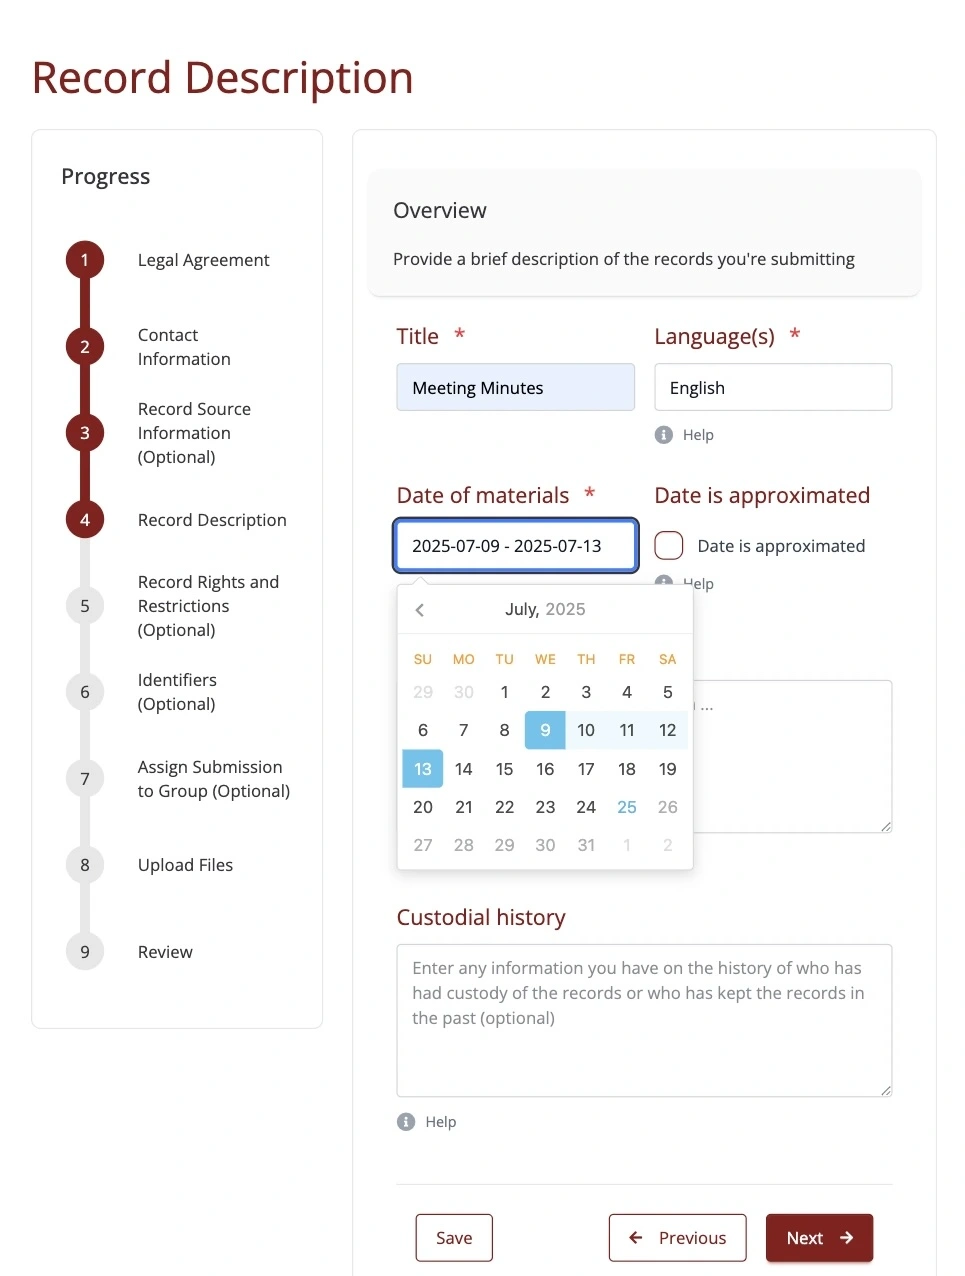 Record Description
Progress
1 Legal Agreement
2 Contact
Information
3 Record Source
Information
(Optional)
4 Record Description
5 Record Rights and
Restrictions
(Optional)
6 Identifiers
(Optional)
7 Assign Submission
to Group (Optional)
8 Upload Files
9 Review
Overview
Provide a brief description of the records you're submitting
Title * Language(s) *
Meeting Minutes English
Help
Date of materials * Date is approximated
2025-07-09 - 2025-07-13 Date is approximated
Help
July, 2025
SU MO TU WE TH FR SA
29 30 1 2 3 4 5
6 7 8 9 10 11 12
13 14 15 16 17 18 19
20 21 22 23 24 25 26
27 28 29 30 31 1 2
...
Custodial history
Enter any information you have on the history of who has
had custody of the records or who has kept the records in
the past (optional)
Help
Save ← Previous Next →